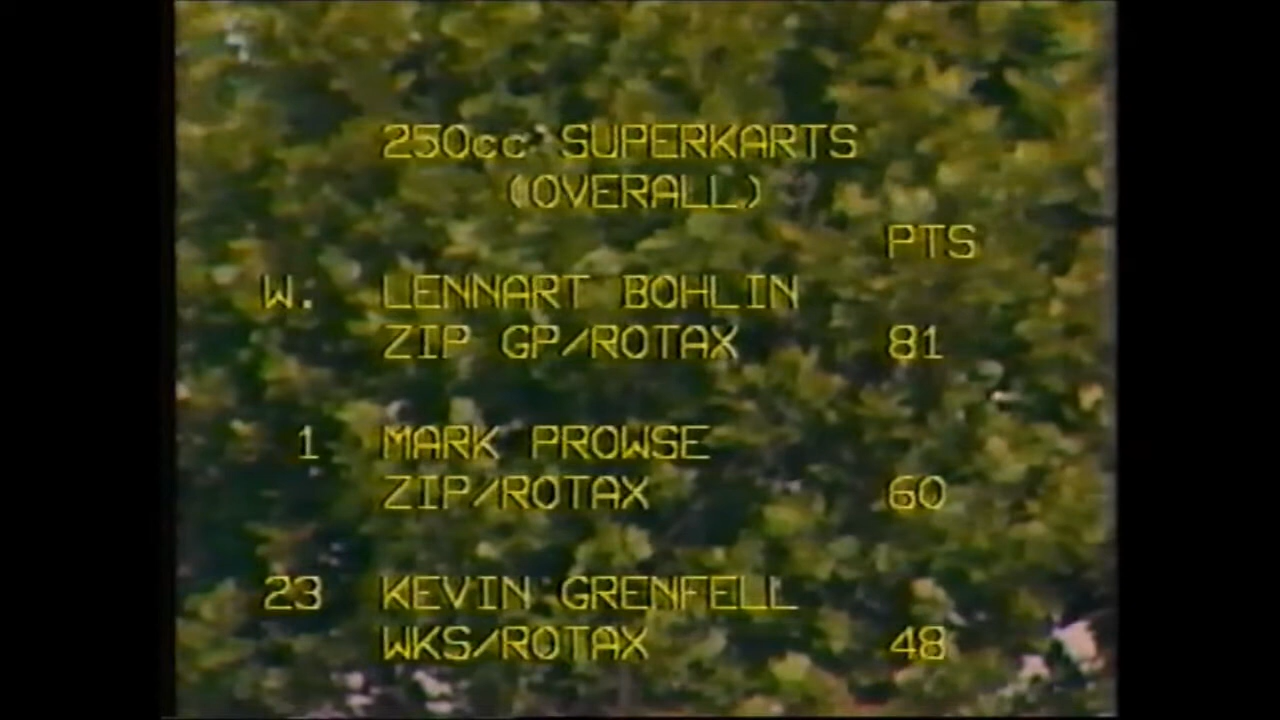 250cc SUPERKARTS
(OVERALL)
PTS
W. LENNART BOHLIN
ZIP GP/ROTAX 81
1 MARK PROWSE
ZIP/ROTAX 60
23 KEVIN GRENFELL
WKS/ROTAX 48